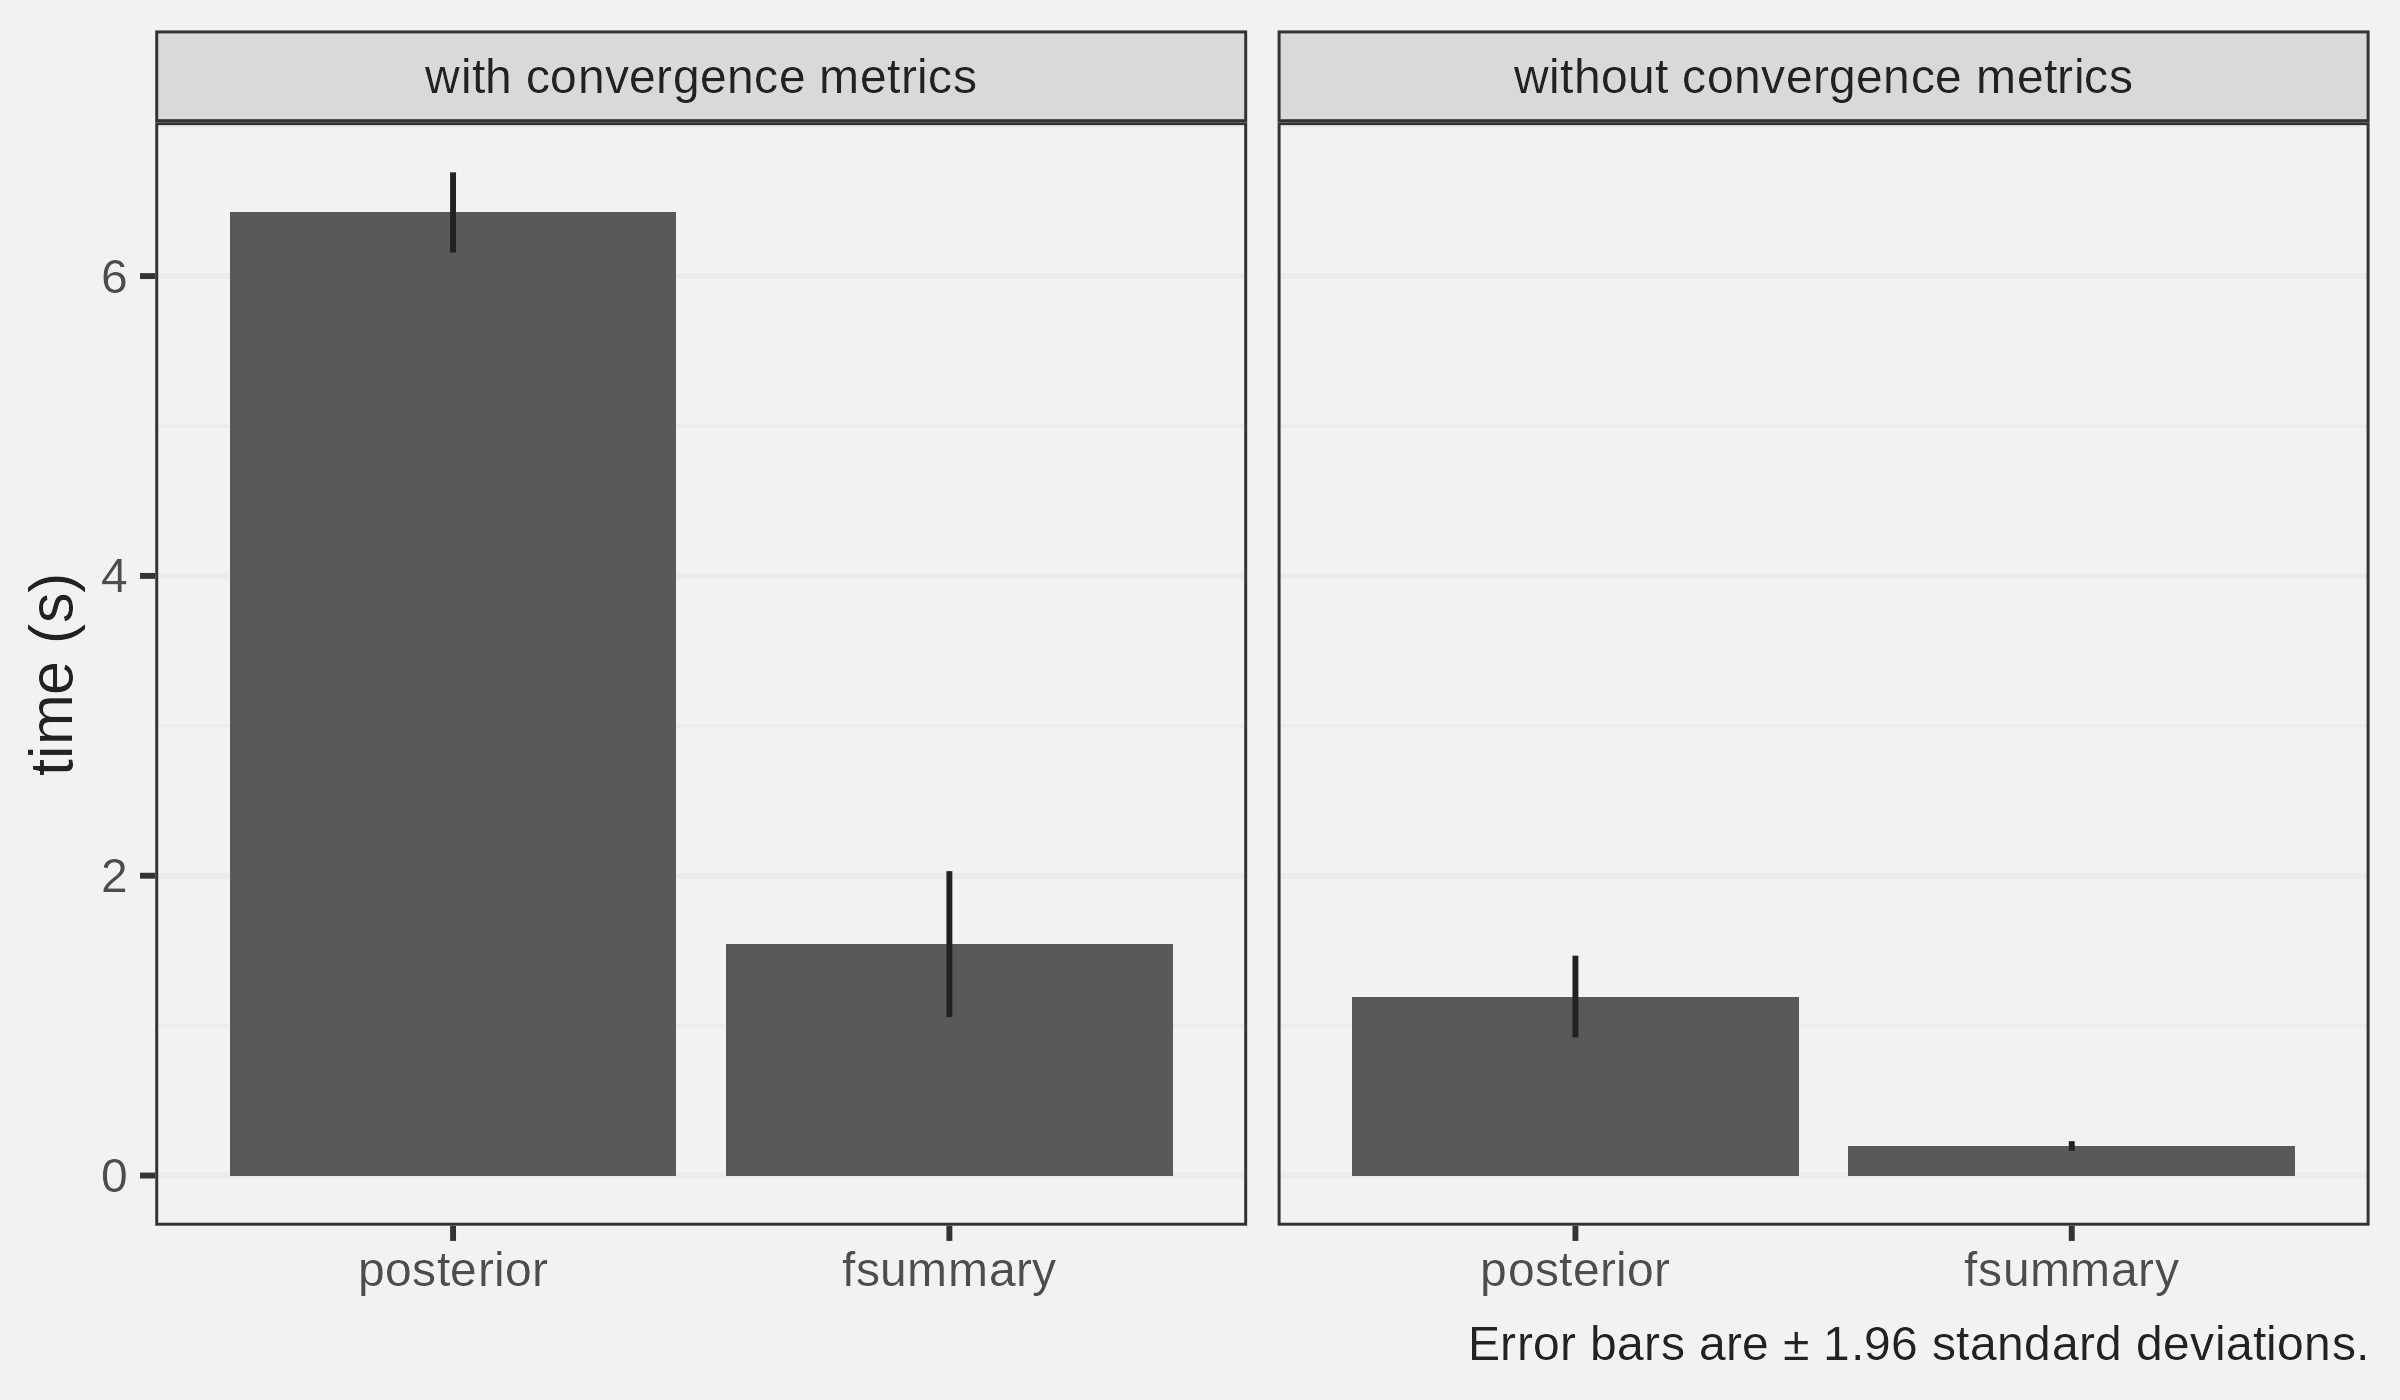 with convergence metrics
without convergence metrics
time (s)
6
4
2
0
posterior
fsummary
posterior
fsummary
Error bars are ± 1.96 standard deviations.